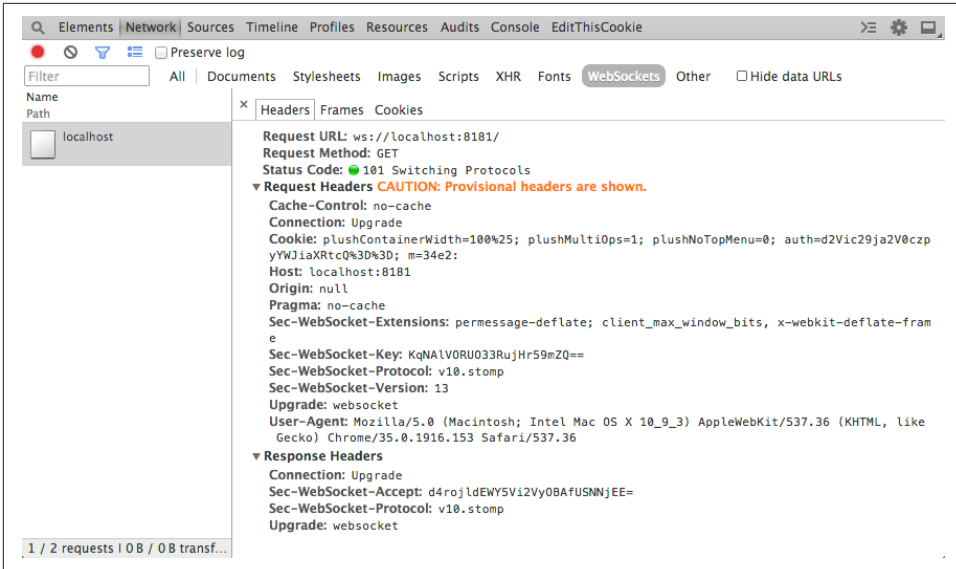 Elements Network Sources Timeline Profiles Resources Audits Console EditThisCookie
Preserve log
Filter All Documents Stylesheets Images Scripts XHR Fonts WebSockets Other Hide data URLs
Name
Path
× Headers Frames Cookies
localhost
Request URL: ws://localhost:8181/
Request Method: GET
Status Code: 101 Switching Protocols
▼Request Headers CAUTION: Provisional headers are shown.
Cache-Control: no-cache
Connection: Upgrade
Cookie: plushContainerWidth=100%25; plushMultiOps=1; plushNoTopMenu=0; auth=d2Vic29ja2V0czp
yYWJiaXRtcQ%3D%3D; m=34e2:
Host: localhost:8181
Origin: null
Pragma: no-cache
Sec-WebSocket-Extensions: permessage-deflate; client_max_window_bits, x-webkit-deflate-fram
e
Sec-WebSocket-Key: KqNAlVORUO33RujHr59mZQ==
Sec-WebSocket-Protocol: v10.stomp
Sec-WebSocket-Version: 13
Upgrade: websocket
User-Agent: Mozilla/5.0 (Macintosh; Intel Mac OS X 10_9_3) AppleWebKit/537.36 (KHTML, like
Gecko) Chrome/35.0.1916.153 Safari/537.36
▼Response Headers
Connection: Upgrade
Sec-WebSocket-Accept: d4rojldEWY5Vi2VyOBAfUSNNjEE=
Sec-WebSocket-Protocol: v10.stomp
Upgrade: websocket
1 / 2 requests | 0 B / 0 B transf...